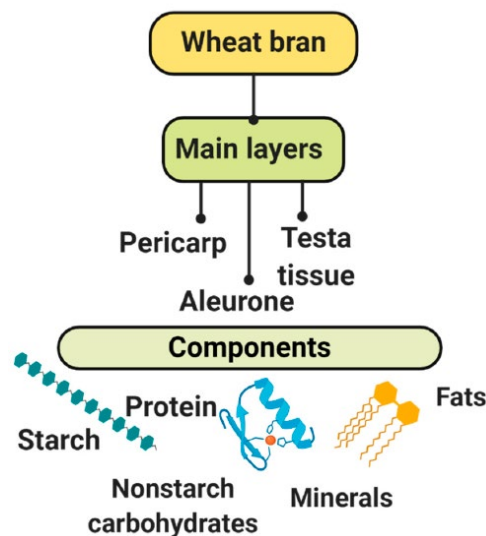 Wheat bran
Main layers
Pericarp
Testa
tissue
Aleurone
Components
Protein
Fats
Starch
Nonstarch
carbohydrates
Minerals